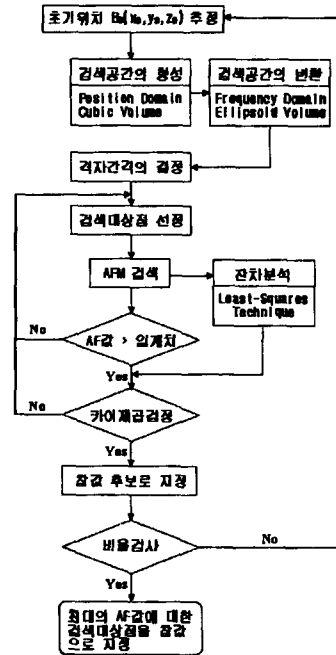 초기위치 B₀(X₀,Y₀,Z₀) 추정
검색공간의 형성
Position Domain
Cubic Volume
검색공간의 변환
Frequency Domain
Ellipsoid Volume
격자간격의 결정
검색대상점 선정
AFM 검색
잔차분석
Least-Squares
Technique
AF값 > 임계치
No
Yes
카이제곱검정
No
Yes
참값 후보로 지정
비율검사
No
Yes
최대의 AF값에 대한
검색대상점을 참값
으로 지정